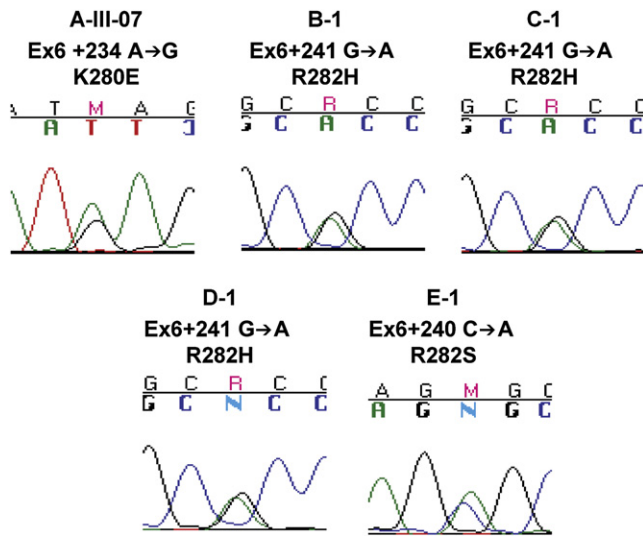 A-III-07
Ex6 +234 A→G
K280E
A T M A G
A T T C
B-1
Ex6+241 G→A
R282H
G C R C C
G C A C C
C-1
Ex6+241 G→A
R282H
G C R C C
G C A C C
D-1
Ex6+241 G→A
R282H
G C R C C
G C N C C
E-1
Ex6+240 C→A
R282S
A G M G C
A G N G C